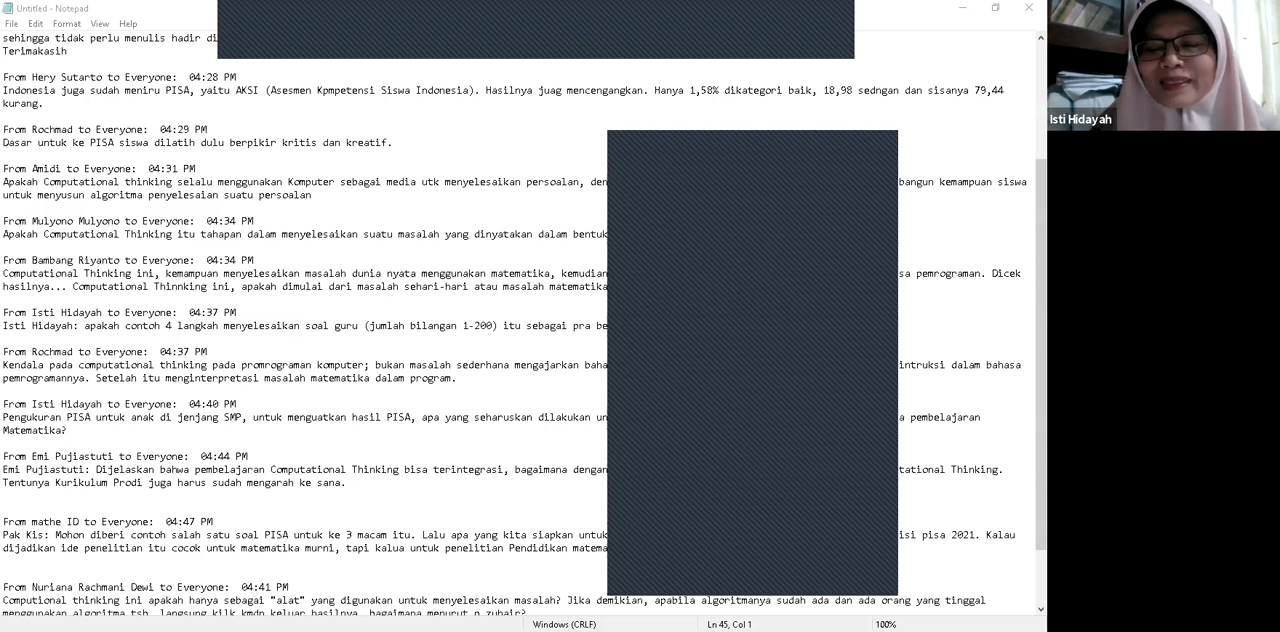 Untitled - Notepad
File Edit Format View Help
sehingga tidak perlu menulis hadir di
Terimakasih
From Hery Sutarto to Everyone: 04:28 PM
Indonesia juga sudah meniru PISA, yaitu AKSI (Asesmen Kpmpetensi Siswa Indonesia). Hasilnya juag mencengangkan. Hanya 1,58% dikategori baik, 18,98 sedngan dan sisanya 79,44
kurang.
From Rochmad to Everyone: 04:29 PM
Dasar untuk ke PISA siswa dilatih dulu berpikir kritis dan kreatif.
From Amidi to Everyone: 04:31 PM
Apakah Computational thinking selalu menggunakan Komputer sebagai media utk menyelesaikan persoalan, den bangun kemampuan siswa
untuk menyusun algoritma penyelesaian suatu persoalan
From Mulyono Mulyono to Everyone: 04:34 PM
Apakah Computational Thinking itu tahapan dalam menyelesaikan suatu masalah yang dinyatakan dalam bentuk
From Bambang Riyanto to Everyone: 04:34 PM
Computational Thinking ini, kemampuan menyelesaikan masalah dunia nyata menggunakan matematika, kemudian sa pemrograman. Dicek
hasilnya... Computational Thinnking ini, apakah dimulai dari masalah sehari-hari atau masalah matematika
From Isti Hidayah to Everyone: 04:37 PM
Isti Hidayah: apakah contoh 4 langkah menyelesaikan soal guru (jumlah bilangan 1-200) itu sebagai pra be
From Rochmad to Everyone: 04:37 PM
Kendala pada computational thinking pada promrograman komputer; bukan masalah sederhana mengajarkan baha intruksi dalam bahasa
pemrogramannya. Setelah itu menginterpretasi masalah matematika dalam program.
From Isti Hidayah to Everyone: 04:40 PM
Pengukuran PISA untuk anak di jenjang SMP, untuk menguatkan hasil PISA, apa yang seharuskan dilakukan un a pembelajaran
Matematika?
From Emi Pujiastuti to Everyone: 04:44 PM
Emi Pujiastuti: Dijelaskan bahwa pembelajaran Computational Thinking bisa terintegrasi, bagaimana dengan tational Thinking.
Tentunya Kurikulum Prodi juga harus sudah mengarah ke sana.
From mathe ID to Everyone: 04:47 PM
Pak Kis: Mohon diberi contoh salah satu soal PISA untuk ke 3 macam itu. Lalu apa yang kita siapkan untuk isi pisa 2021. Kalau
dijadikan ide penelitian itu cocok untuk matematika murni, tapi kalua untuk penelitian Pendidikan matema
From Nuriana Rachmani Dewi to Everyone: 04:41 PM
Computional thinking ini apakah hanya sebagai "alat" yang digunakan untuk menyelesaikan masalah? Jika demikian, apabila algoritmanya sudah ada dan ada orang yang tinggal
menggunakan algoritma tsb, langsung kilk kmdn keluar hasilnya, bagaimana menurut p zuhair?
Windows (CRLF) Ln 45, Col 1 100%
Isti Hidayah